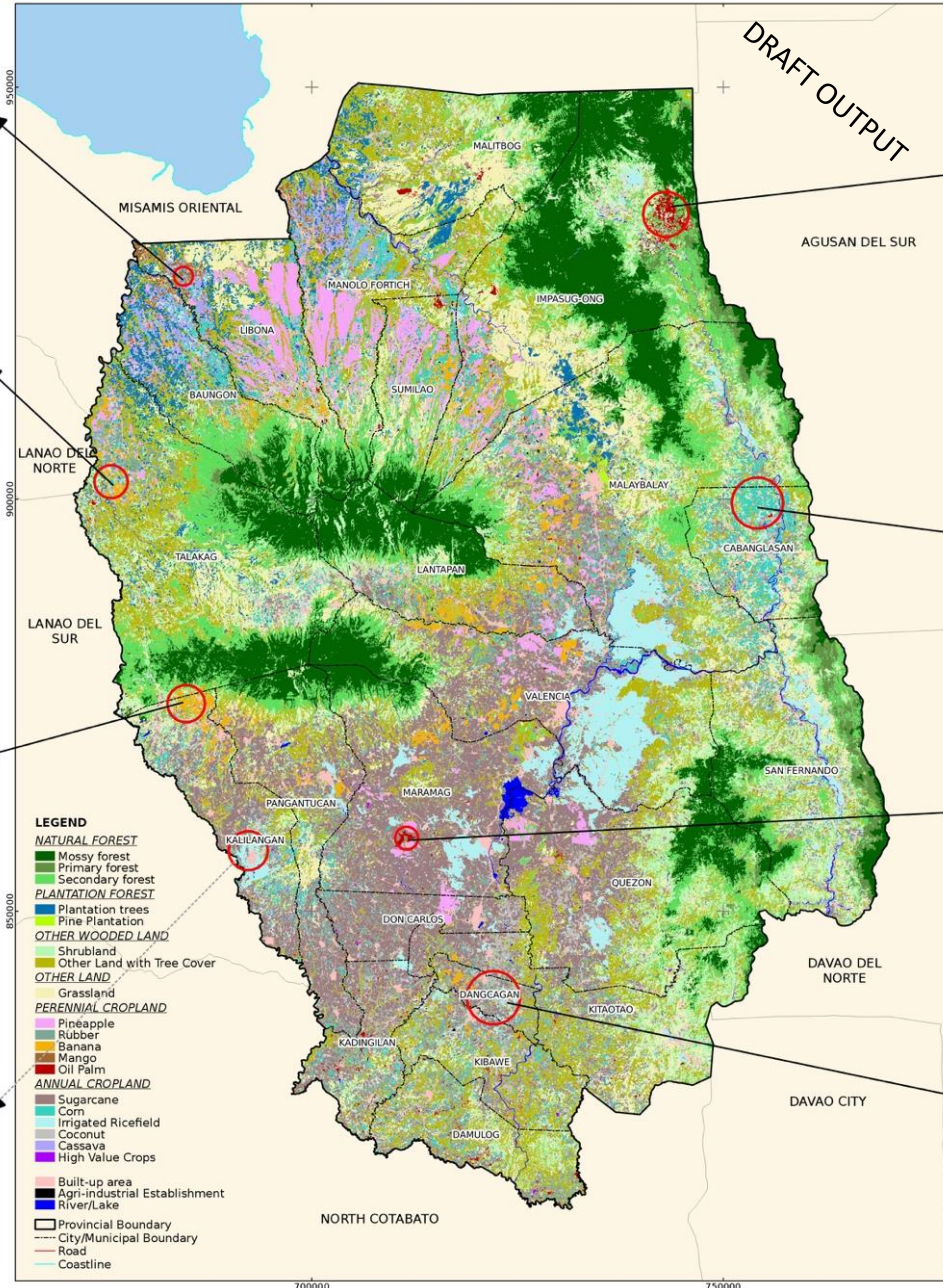 DRAFT OUTPUT
950000
MALITBOG
MISAMIS ORIENTAL
AGUSAN DEL SUR
MANOLO FORTICH
IMPASUG-ONG
LIBONA
SUMILAO
BAUNGON
LANAO DEL
NORTE
MALAYBALAY
900000
CABANGLASAN
TALAKAG
LANTAPAN
LANAO DEL
SUR
VALENCIA
SAN FERNANDO
MARAMAG
PANGANTUCAN
KALILANGAN
QUEZON
850000
DON CARLOS
DAVAO DEL
NORTE
DANGCAGAN
KITAOTAO
KADINGILAN
KIBAWE
DAVAO CITY
DAMULOG
NORTH COTABATO
LEGEND
NATURAL FOREST
Mossy forest
Primary forest
Secondary forest
PLANTATION FOREST
Plantation trees
Pine Plantation
OTHER WOODED LAND
Shrubland
Other Land with Tree Cover
OTHER LAND
Grassland
PERENNIAL CROPLAND
Pineapple
Rubber
Banana
Mango
Oil Palm
ANNUAL CROPLAND
Sugarcane
Corn
Irrigated Ricefield
Coconut
Cassava
High Value Crops
Built-up area
Agri-industrial Establishment
River/Lake
Provincial Boundary
City/Municipal Boundary
Road
Coastline
700000
750000